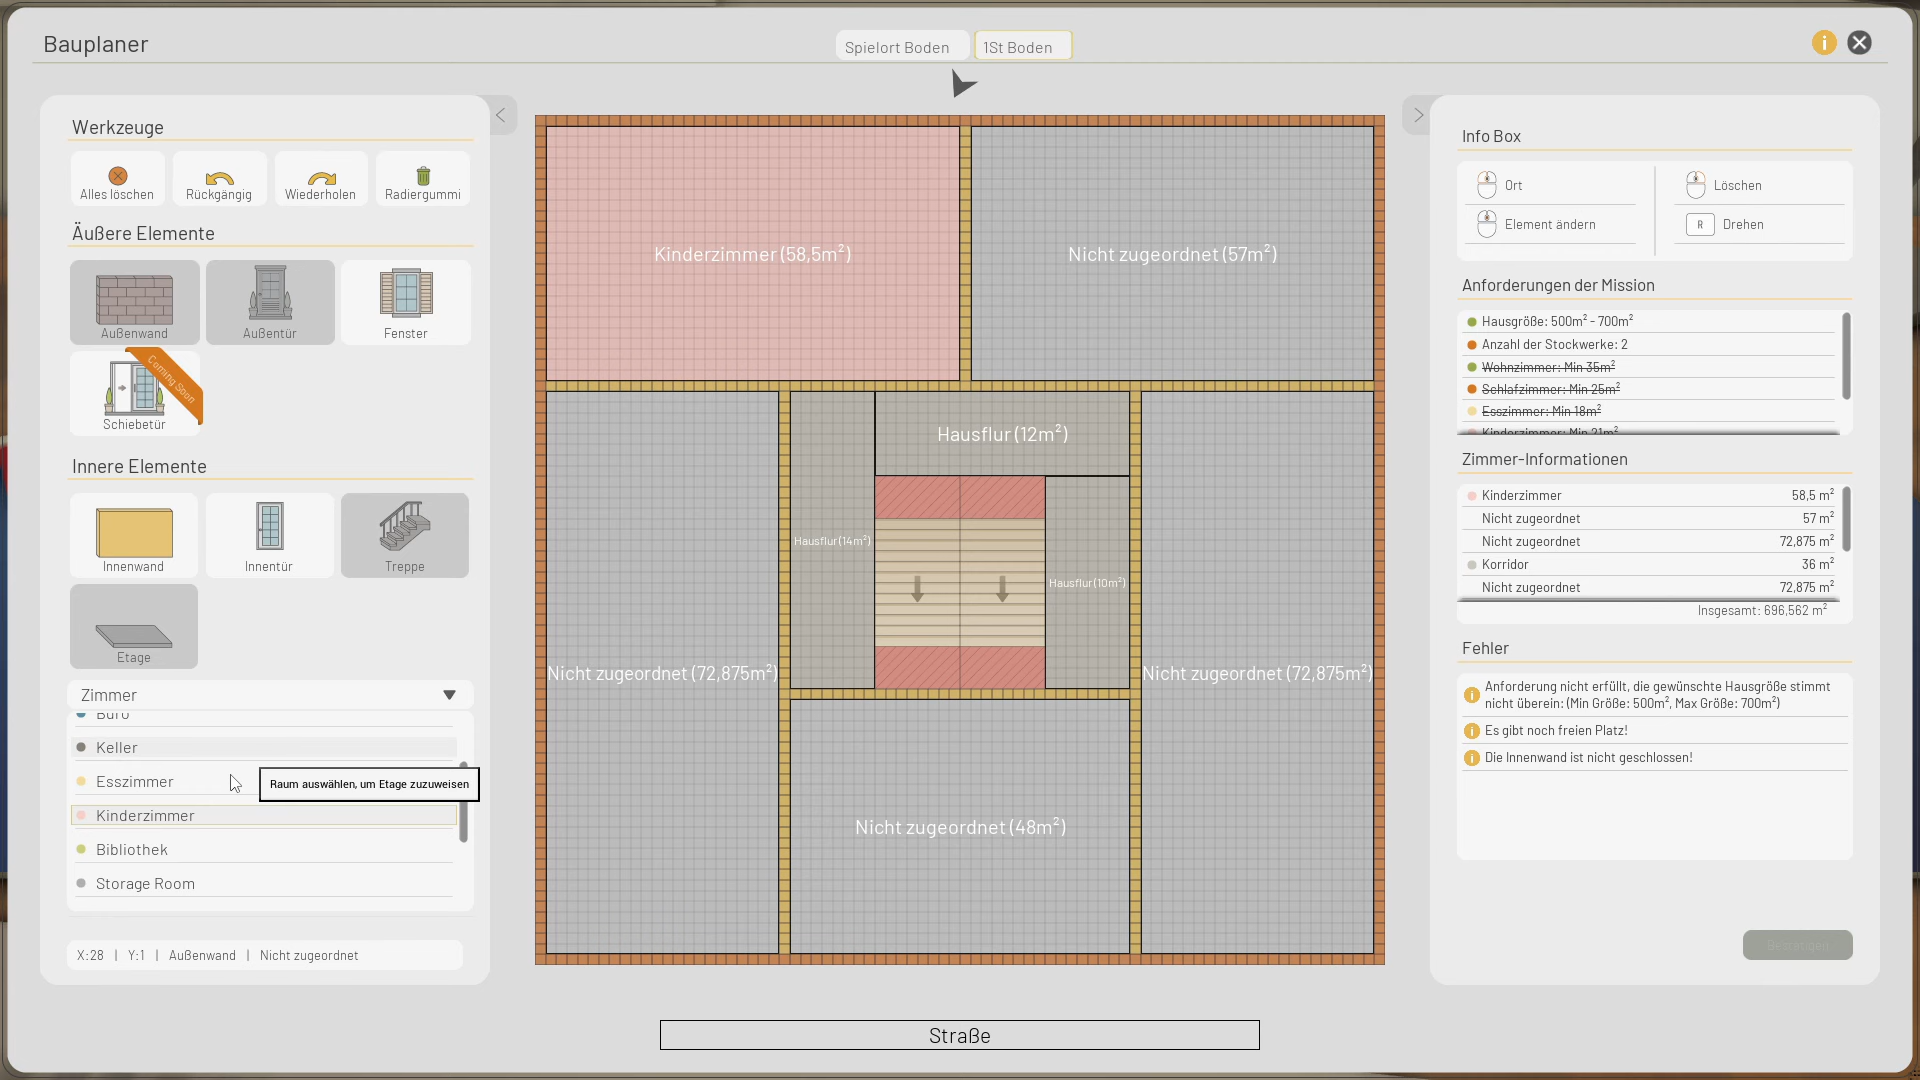 Bauplaner
Spielort Boden
1St Boden
i
Werkzeuge
Alles löschen
Rückgängig
Wiederholen
Radiergummi
Äußere Elemente
Außenwand
Außentür
Fenster
Coming Soon
Schiebetür
Innere Elemente
Innenwand
Innentür
Treppe
Etage
Zimmer
Büro
Keller
Esszimmer
Raum auswählen, um Etage zuzuweisen
Kinderzimmer
Bibliothek
Storage Room
X:28 | Y:1 | Außenwand | Nicht zugeordnet
Kinderzimmer (58,5m²)
Nicht zugeordnet (57m²)
Hausflur (12m²)
Hausflur (14m²)
Hausflur (10m²)
Nicht zugeordnet (72,875m²)
Nicht zugeordnet (72,875m²)
Nicht zugeordnet (48m²)
Straße
Info Box
Ort
Löschen
Element ändern
R Drehen
Anforderungen der Mission
Hausgröße: 500m² - 700m²
Anzahl der Stockwerke: 2
Wohnzimmer: Min 35m²
Schlafzimmer: Min 25m²
Esszimmer: Min 18m²
Kinderzimmer: Min 21m²
Zimmer-Informationen
Kinderzimmer 58,5 m²
Nicht zugeordnet 57 m²
Nicht zugeordnet 72,875 m²
Korridor 36 m²
Nicht zugeordnet 72,875 m²
Insgesamt: 696,562 m²
Fehler
Anforderung nicht erfüllt, die gewünschte Hausgröße stimmt
nicht überein: (Min Größe: 500m², Max Größe: 700m²)
Es gibt noch freien Platz!
Die Innenwand ist nicht geschlossen!
Bestätigen